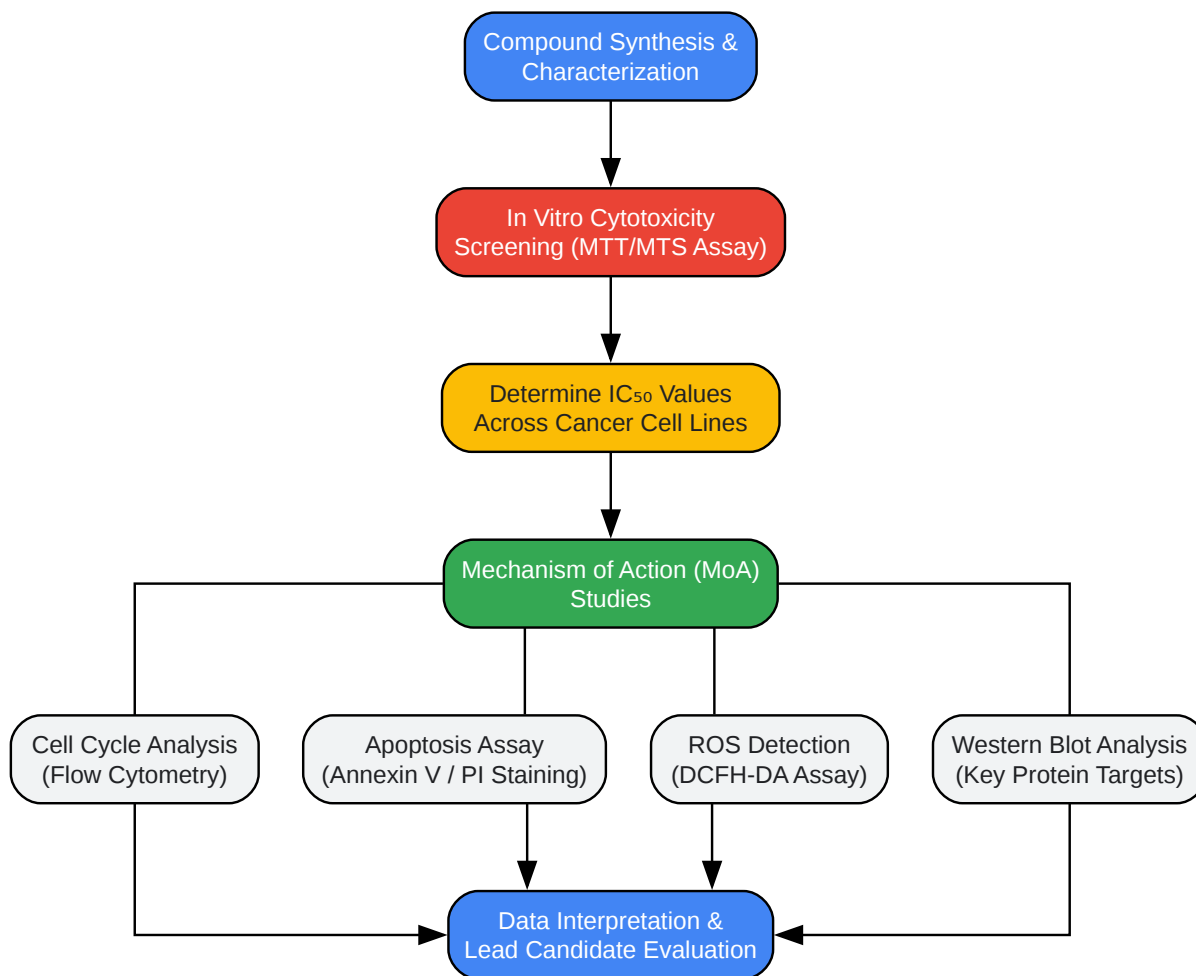 Compound Synthesis &
Characterization
In Vitro Cytotoxicity
Screening (MTT/MTS Assay)
Determine IC₅₀ Values
Across Cancer Cell Lines
Mechanism of Action (MoA)
Studies
Cell Cycle Analysis
(Flow Cytometry)
Apoptosis Assay
(Annexin V / PI Staining)
ROS Detection
(DCFH-DA Assay)
Western Blot Analysis
(Key Protein Targets)
Data Interpretation &
Lead Candidate Evaluation